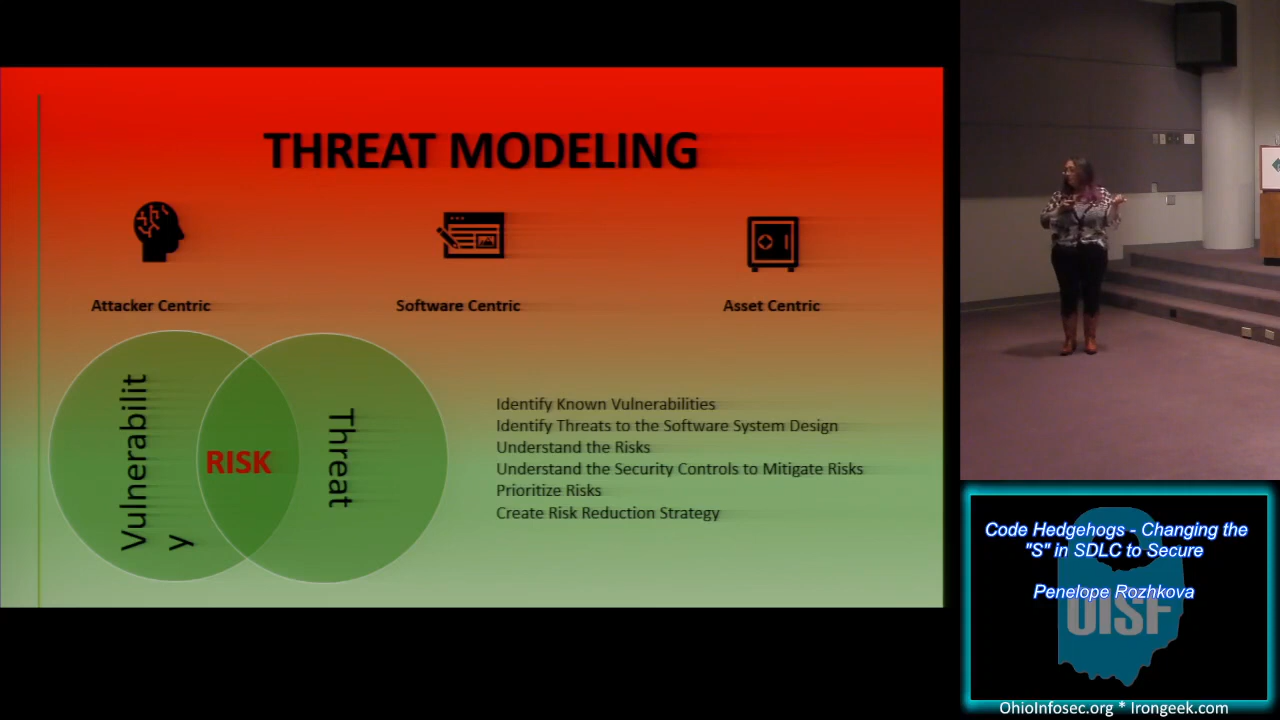 THREAT MODELING
Attacker Centric
Software Centric
Asset Centric
Vulnerabilit
y
RISK
Threat
Identify Known Vulnerabilities
Identify Threats to the Software System Design
Understand the Risks
Understand the Security Controls to Mitigate Risks
Prioritize Risks
Create Risk Reduction Strategy
Code Hedgehogs - Changing the
"S" in SDLC to Secure
Penelope Rozhkova
OISF
OhioInfosec.org * Irongeek.com